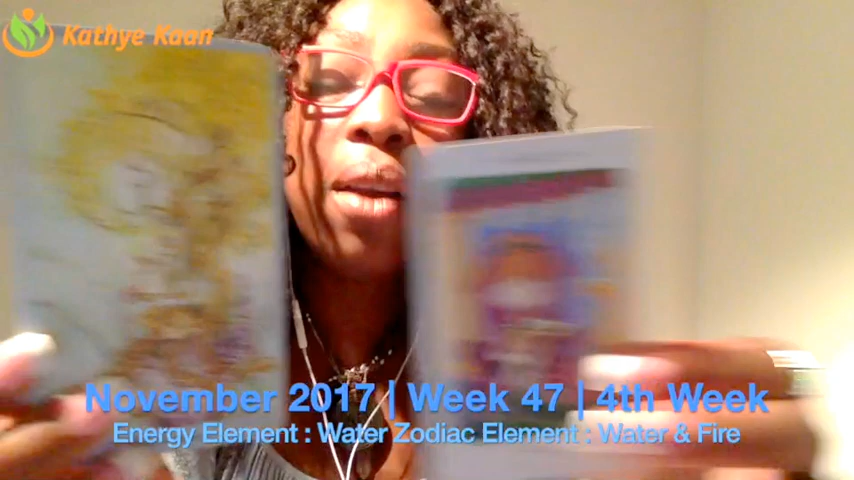 Kathye Kaan
November 2017 | Week 47 | 4th Week
Energy Element : Water Zodiac Element : Water & Fire